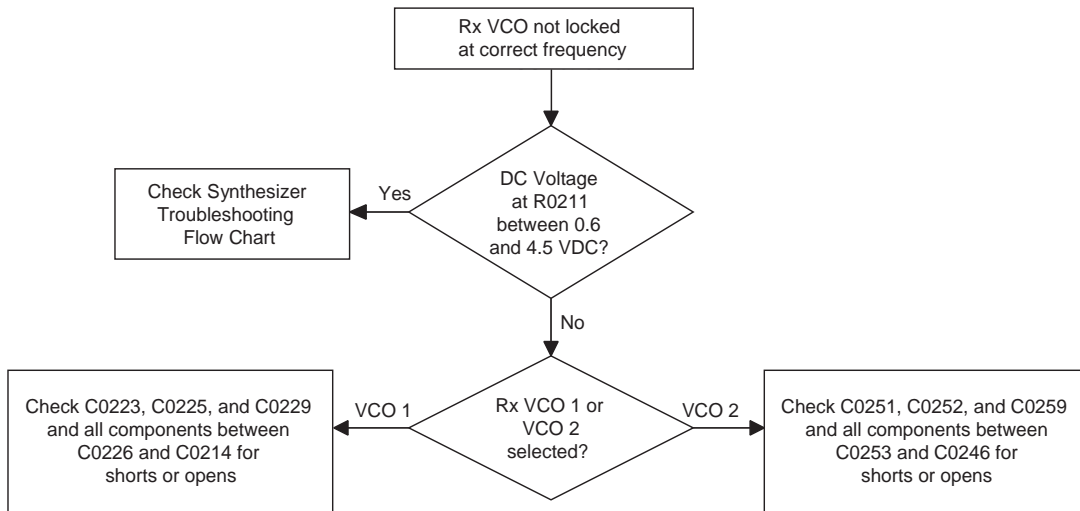 Rx VCO not locked
at correct frequency
DC Voltage
at R0211
between 0.6
and 4.5 VDC?
Yes
Check Synthesizer
Troubleshooting
Flow Chart
No
Rx VCO 1 or
VCO 2
selected?
VCO 1
Check C0223, C0225, and C0229
and all components between
C0226 and C0214 for
shorts or opens
VCO 2
Check C0251, C0252, and C0259
and all components between
C0253 and C0246 for
shorts or opens